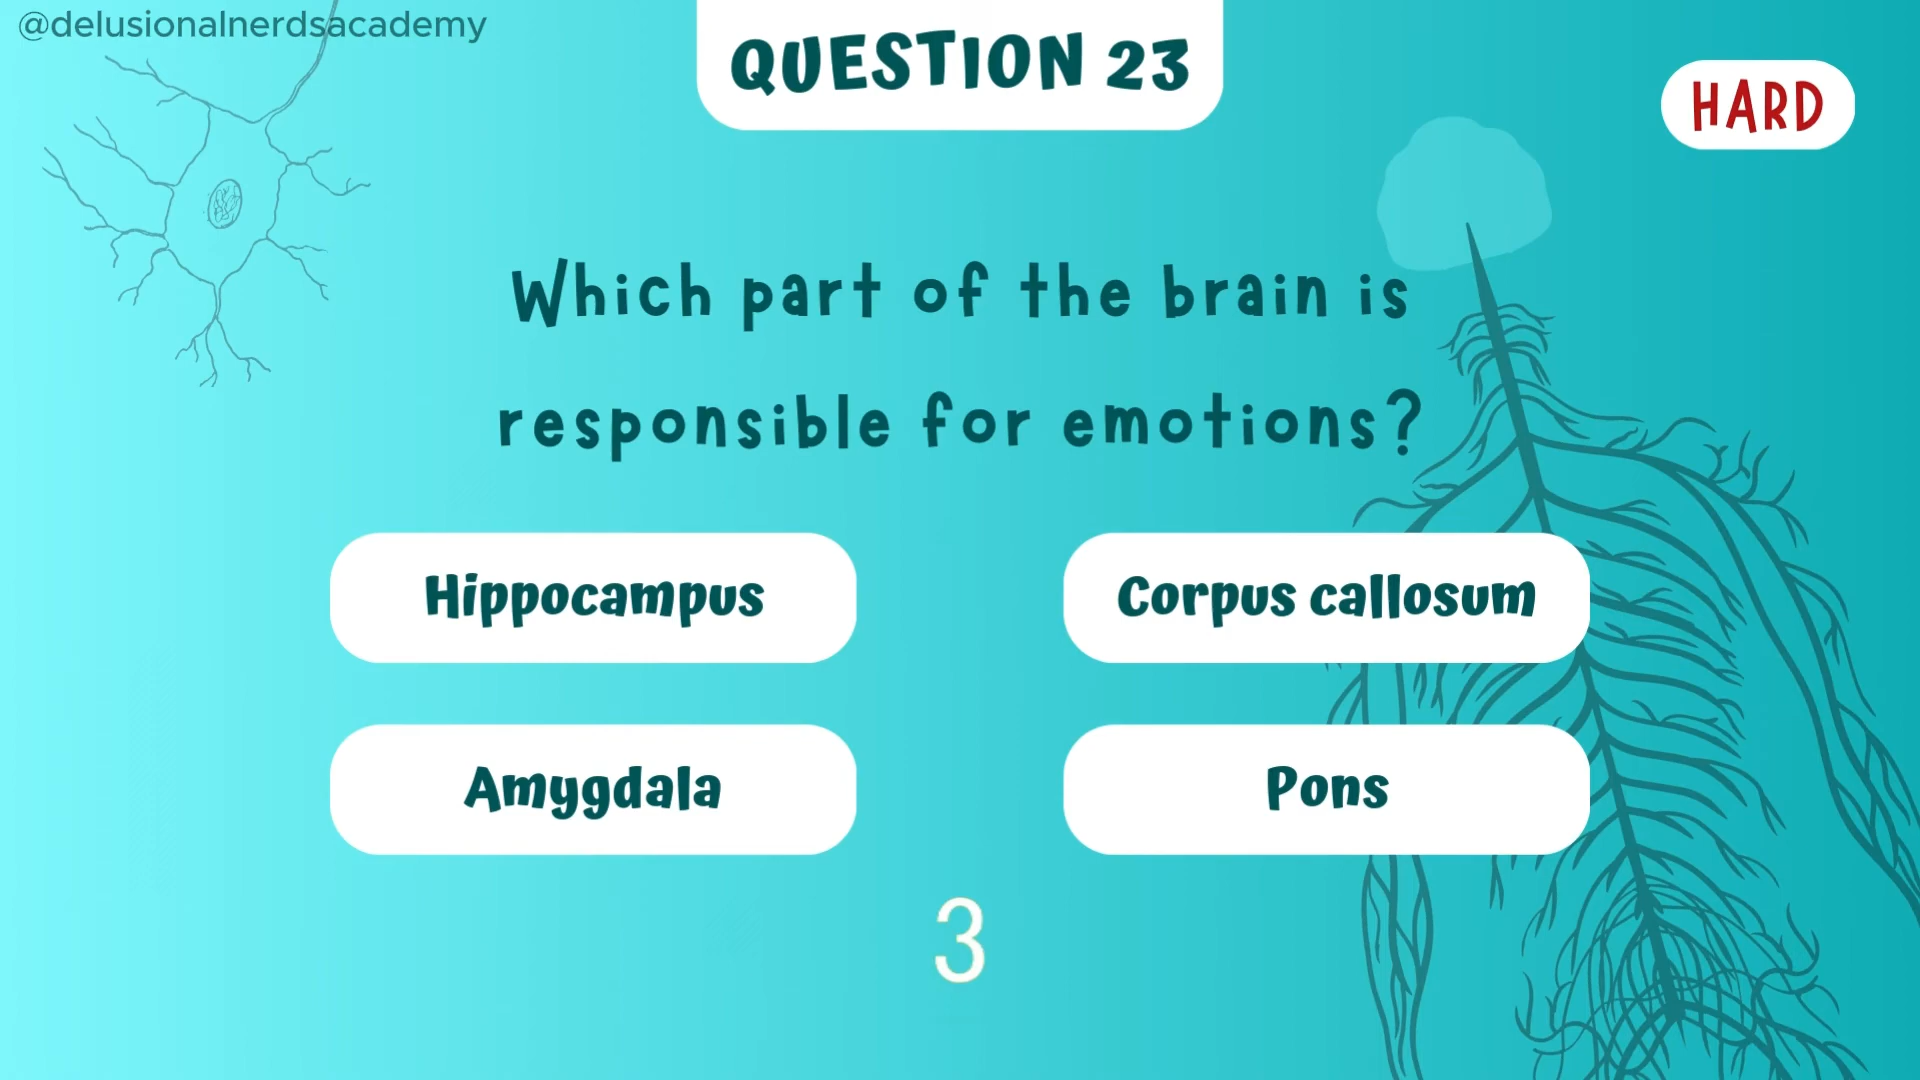 @delusionalnerdsacademy
QUESTION 23
HARD
Which part of the brain is
responsible for emotions?
Hippocampus
Corpus callosum
Amygdala
Pons
3